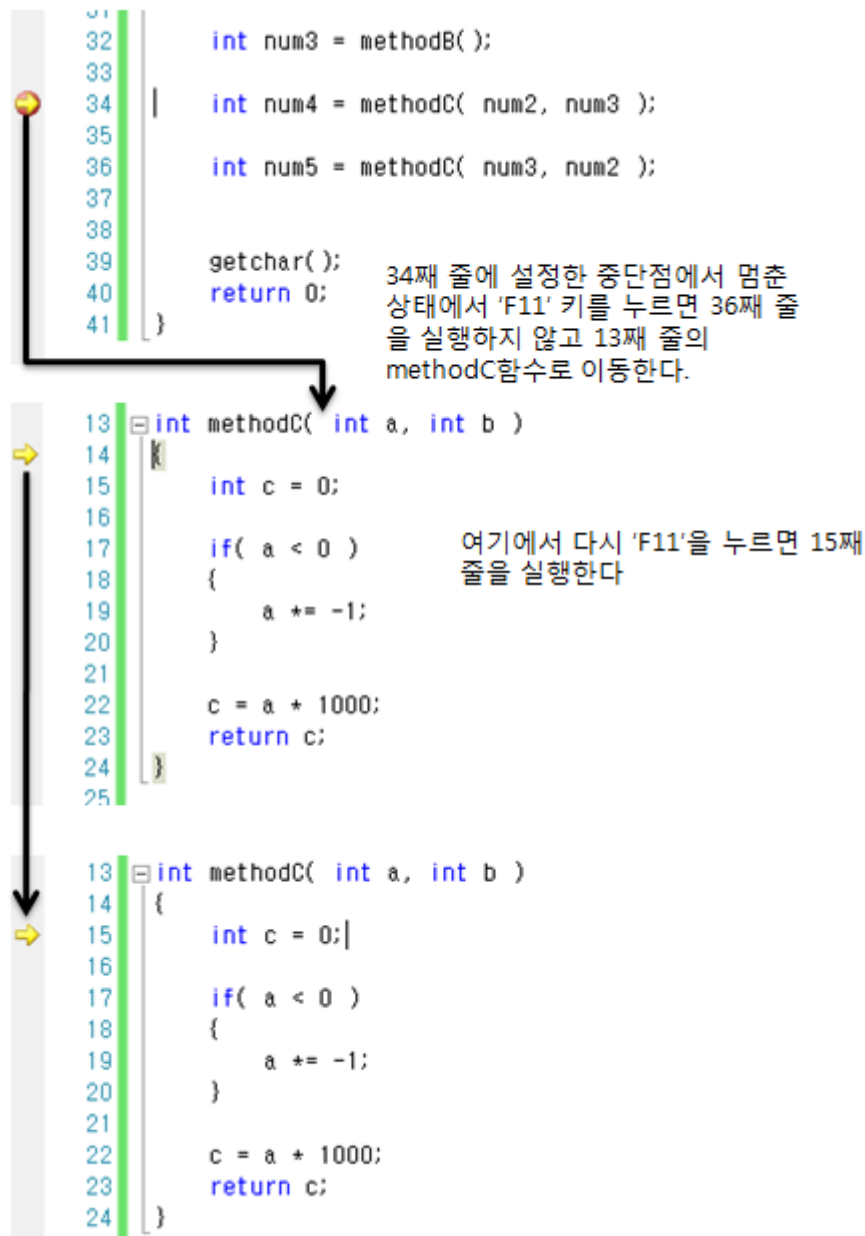 31
32 int num3 = methodB();
33
34 int num4 = methodC( num2, num3 );
35
36 int num5 = methodC( num3, num2 );
37
38
39 getchar();
40 return 0;
41 }
34째 줄에 설정한 중단점에서 멈춘
상태에서 'F11' 키를 누르면 36째 줄
을 실행하지 않고 13째 줄의
methodC함수로 이동한다.
13 int methodC( int a, int b )
14 {
15 int c = 0;
16
17 if( a < 0 )
18 {
19 a *= -1;
20 }
21
22 c = a * 1000;
23 return c;
24 }
25
여기에서 다시 'F11'을 누르면 15째
줄을 실행한다
13 int methodC( int a, int b )
14 {
15 int c = 0;
16
17 if( a < 0 )
18 {
19 a *= -1;
20 }
21
22 c = a * 1000;
23 return c;
24 }